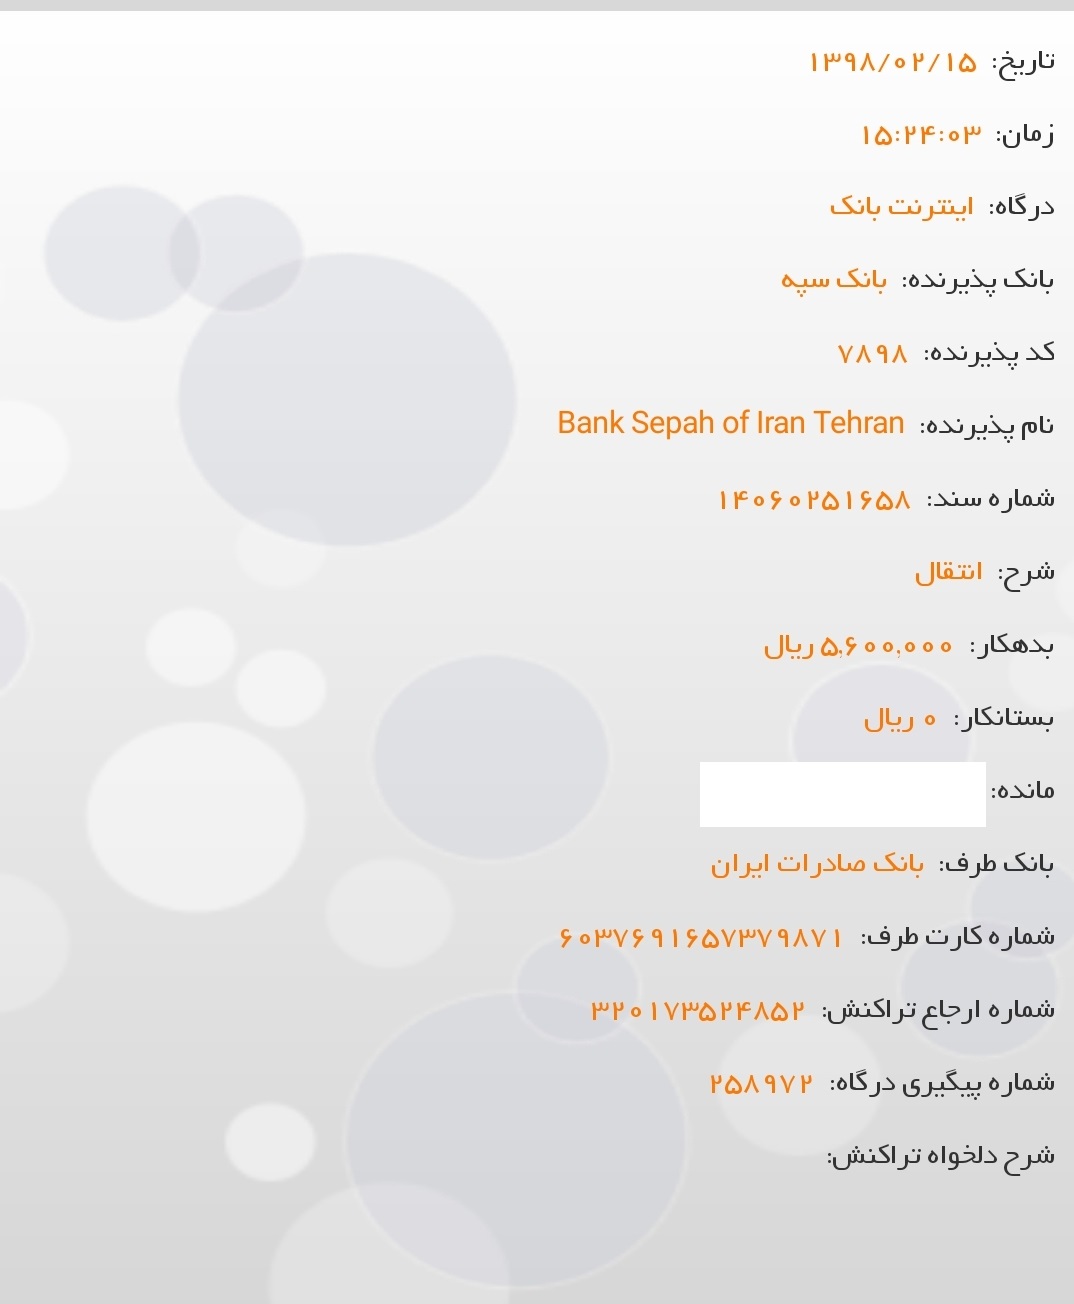 تاریخ: ۱۳۹۸/۰۲/۱۵
زمان: ۱۵:۲۴:۰۳
درگاه: اینترنت بانک
بانک پذیرنده: بانک سپه
کد پذیرنده: ۷۸۹۸
نام پذیرنده: Bank Sepah of Iran Tehran
شماره سند: ۱۴۰۶۰۲۵۱۶۵۸
شرح: انتقال
بدهکار: ۵,۶۰۰,۰۰۰ ریال
بستانکار: ۰ ریال
مانده:
بانک طرف: بانک صادرات ایران
شماره کارت طرف: ۶۰۳۷۶۹۱۶۵۷۳۷۹۸۷۱
شماره ارجاع تراکنش: ۳۲۰۱۷۳۵۲۴۸۵۲
شماره پیگیری درگاه: ۲۵۸۹۷۲
شرح دلخواه تراکنش: